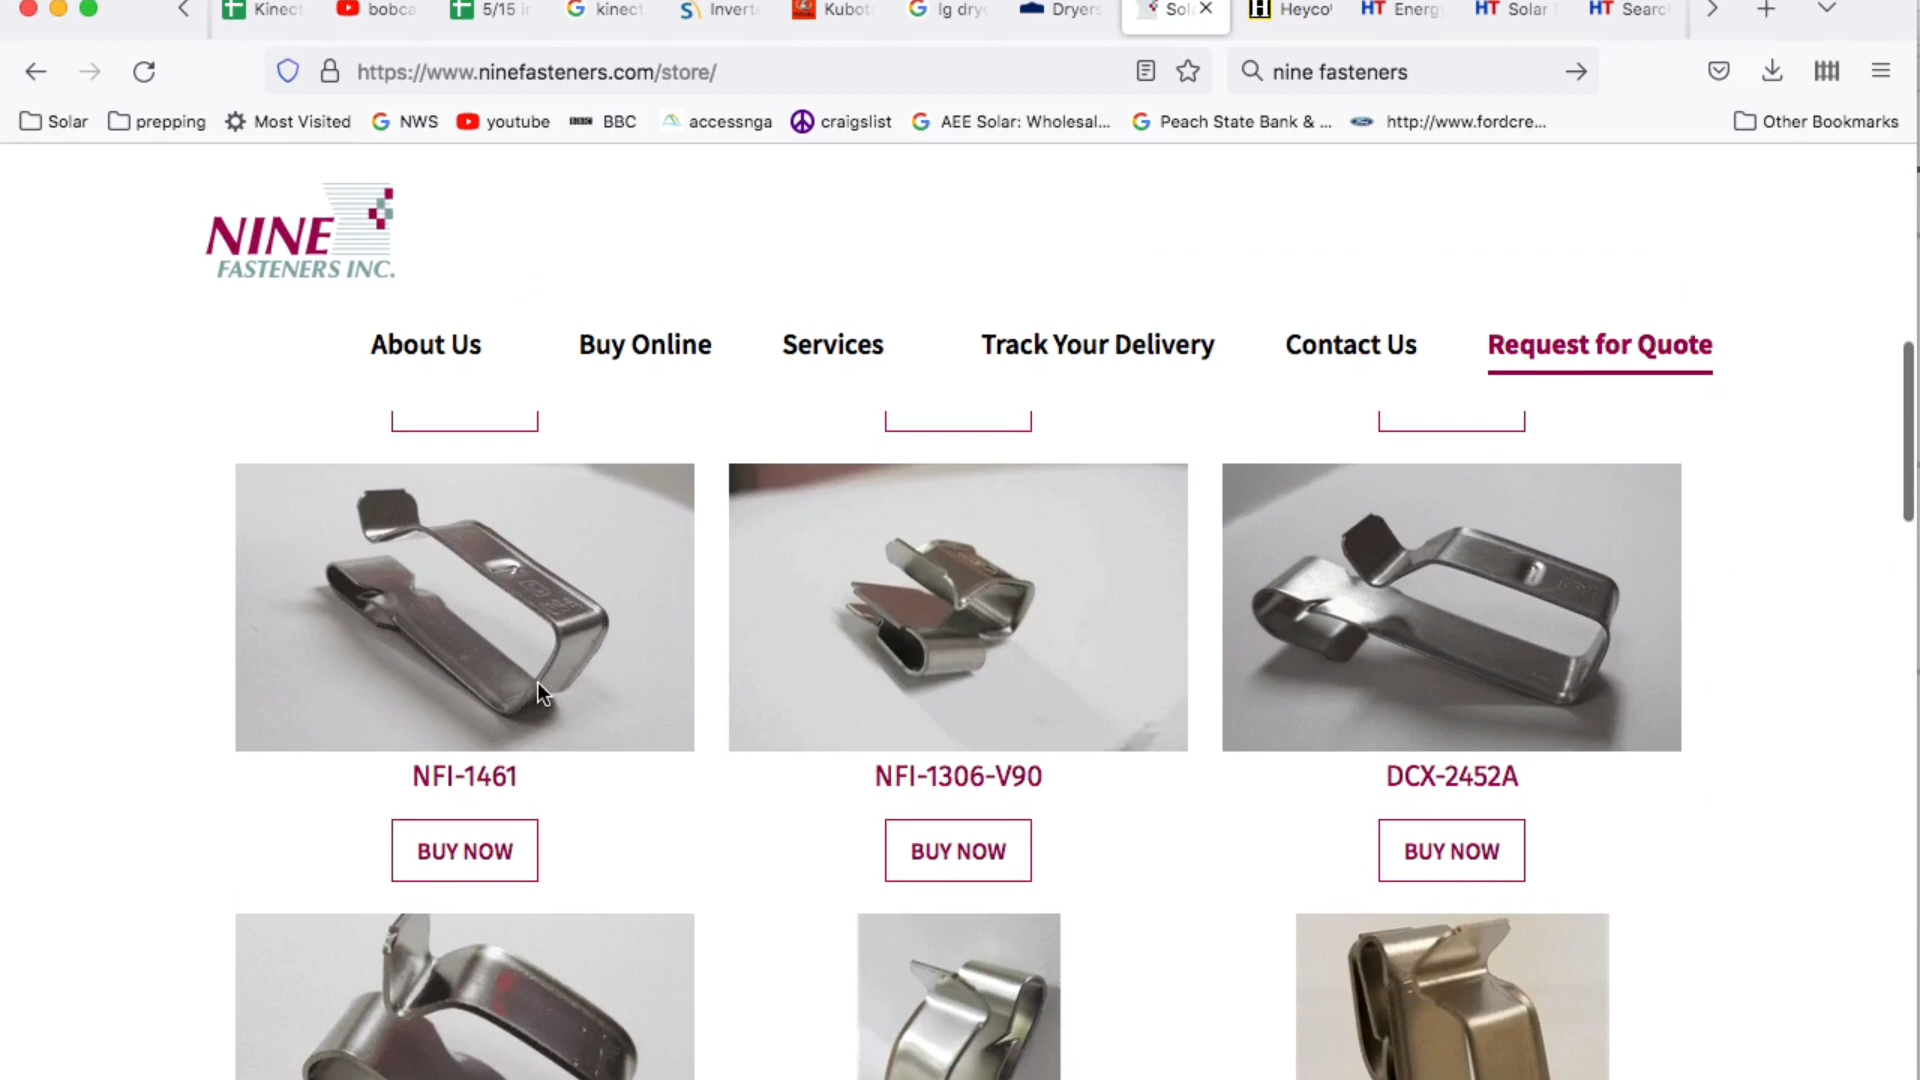 Kinect
bobca
5/15 i
kinect
Invert
Kubot
lg dry
Dryers
Sol
Heyco
Energy
Solar
Search
https://www.ninefasteners.com/store/
nine fasteners
Solar
prepping
Most Visited
NWS
youtube
BBC
accessnga
craigslist
AEE Solar: Wholesal...
Peach State Bank & ...
http://www.fordcre...
Other Bookmarks
NINE
FASTENERS INC.
About Us
Buy Online
Services
Track Your Delivery
Contact Us
Request for Quote
NFI-1461
NFI-1306-V90
DCX-2452A
BUY NOW
BUY NOW
BUY NOW